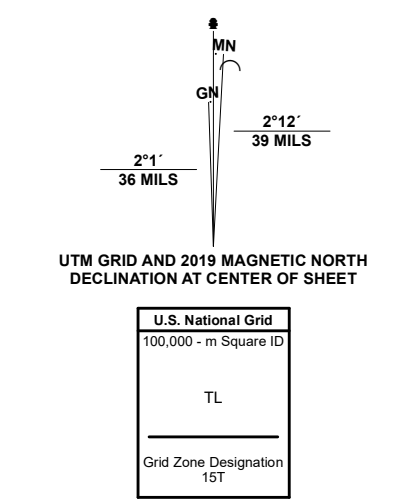 MN
GN
2°12´
39 MILS
2°1´
36 MILS
UTM GRID AND 2019 MAGNETIC NORTH
DECLINATION AT CENTER OF SHEET
U.S. National Grid
100,000 - m Square ID
TL
Grid Zone Designation
15T